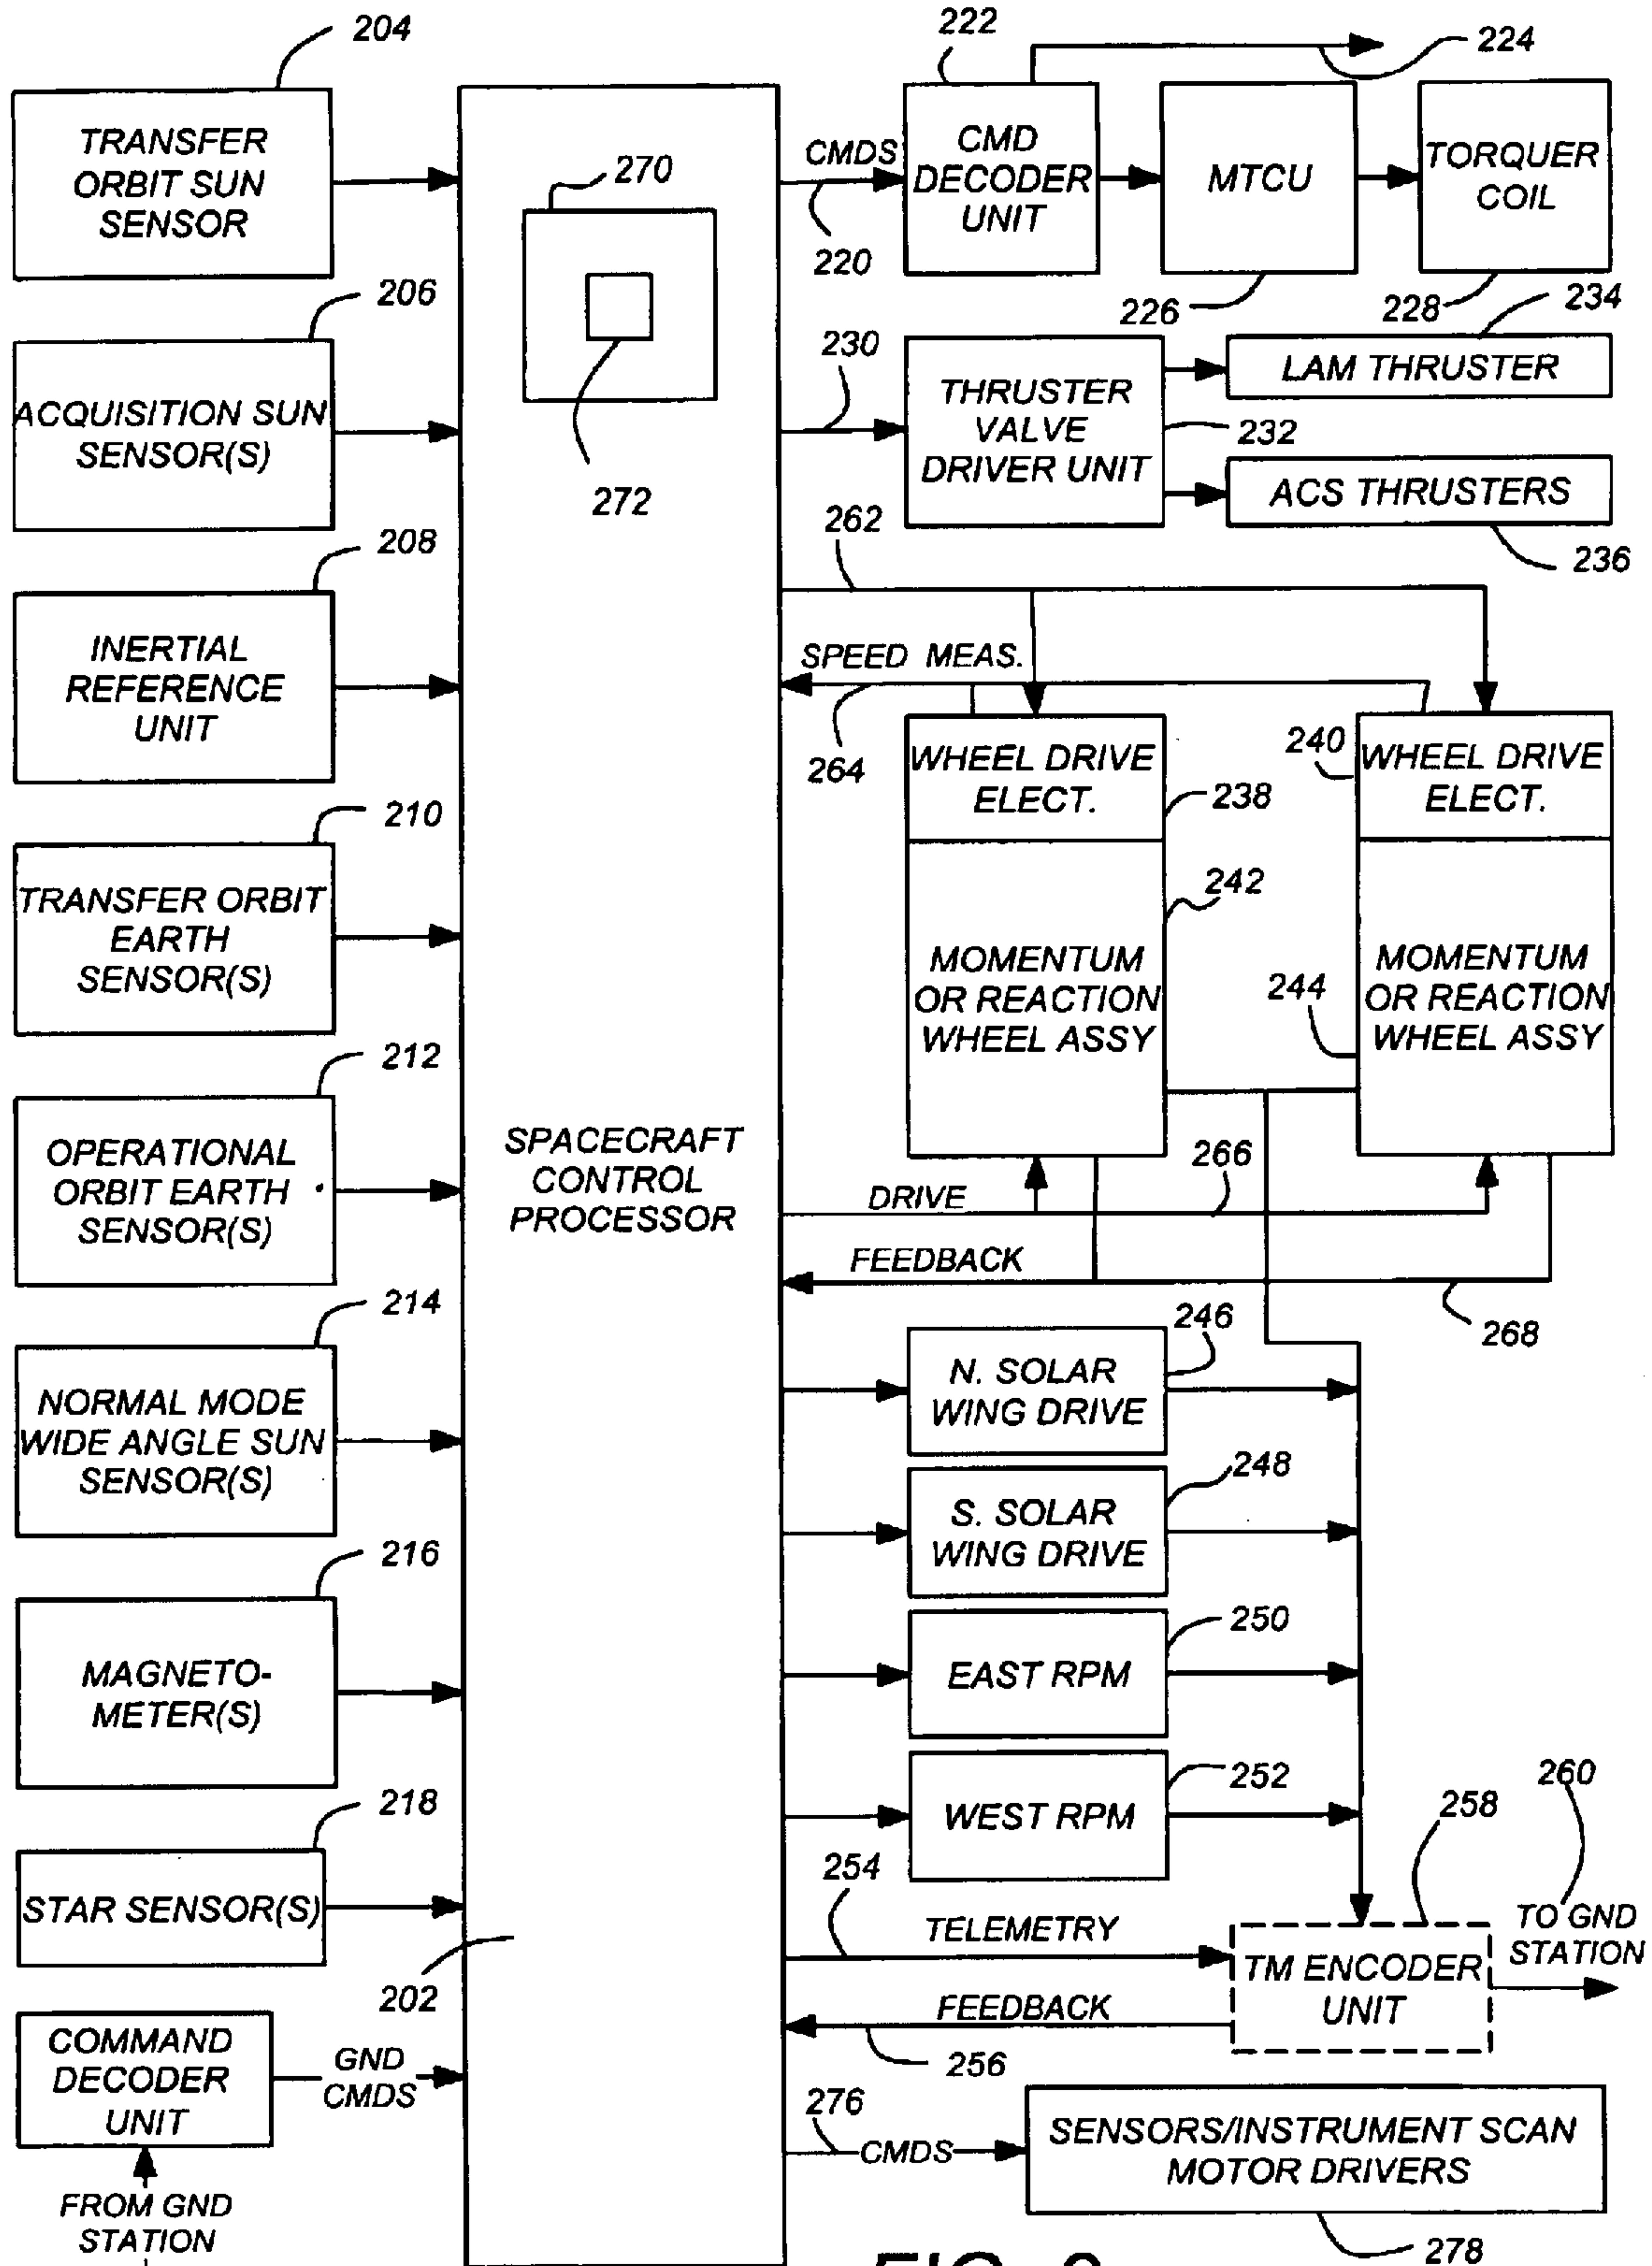 204
TRANSFER
ORBIT SUN
SENSOR
206
ACQUISITION SUN
SENSOR(S)
208
INERTIAL
REFERENCE
UNIT
210
TRANSFER ORBIT
EARTH
SENSOR(S)
212
OPERATIONAL
ORBIT EARTH
SENSOR(S)
214
NORMAL MODE
WIDE ANGLE SUN
SENSOR(S)
216
MAGNETO-
METER(S)
218
STAR SENSOR(S)
202
COMMAND
DECODER
UNIT
GND
CMDS
FROM GND
STATION
270
272
SPACECRAFT
CONTROL
PROCESSOR
222
224
CMDS
220
CMD
DECODER
UNIT
MTCU
226
TORQUER
COIL
228
230
THRUSTER
VALVE
DRIVER UNIT
232
234
LAM THRUSTER
ACS THRUSTERS
236
262
SPEED MEAS.
264
WHEEL DRIVE
ELECT.
238
240
WHEEL DRIVE
ELECT.
242
MOMENTUM
OR REACTION
WHEEL ASSY
244
MOMENTUM
OR REACTION
WHEEL ASSY
DRIVE
266
FEEDBACK
268
246
N. SOLAR
WING DRIVE
248
S. SOLAR
WING DRIVE
250
EAST RPM
252
WEST RPM
254
TELEMETRY
258
260
TO GND
STATION
TM ENCODER
UNIT
FEEDBACK
256
276
CMDS
SENSORS/INSTRUMENT SCAN
MOTOR DRIVERS
278